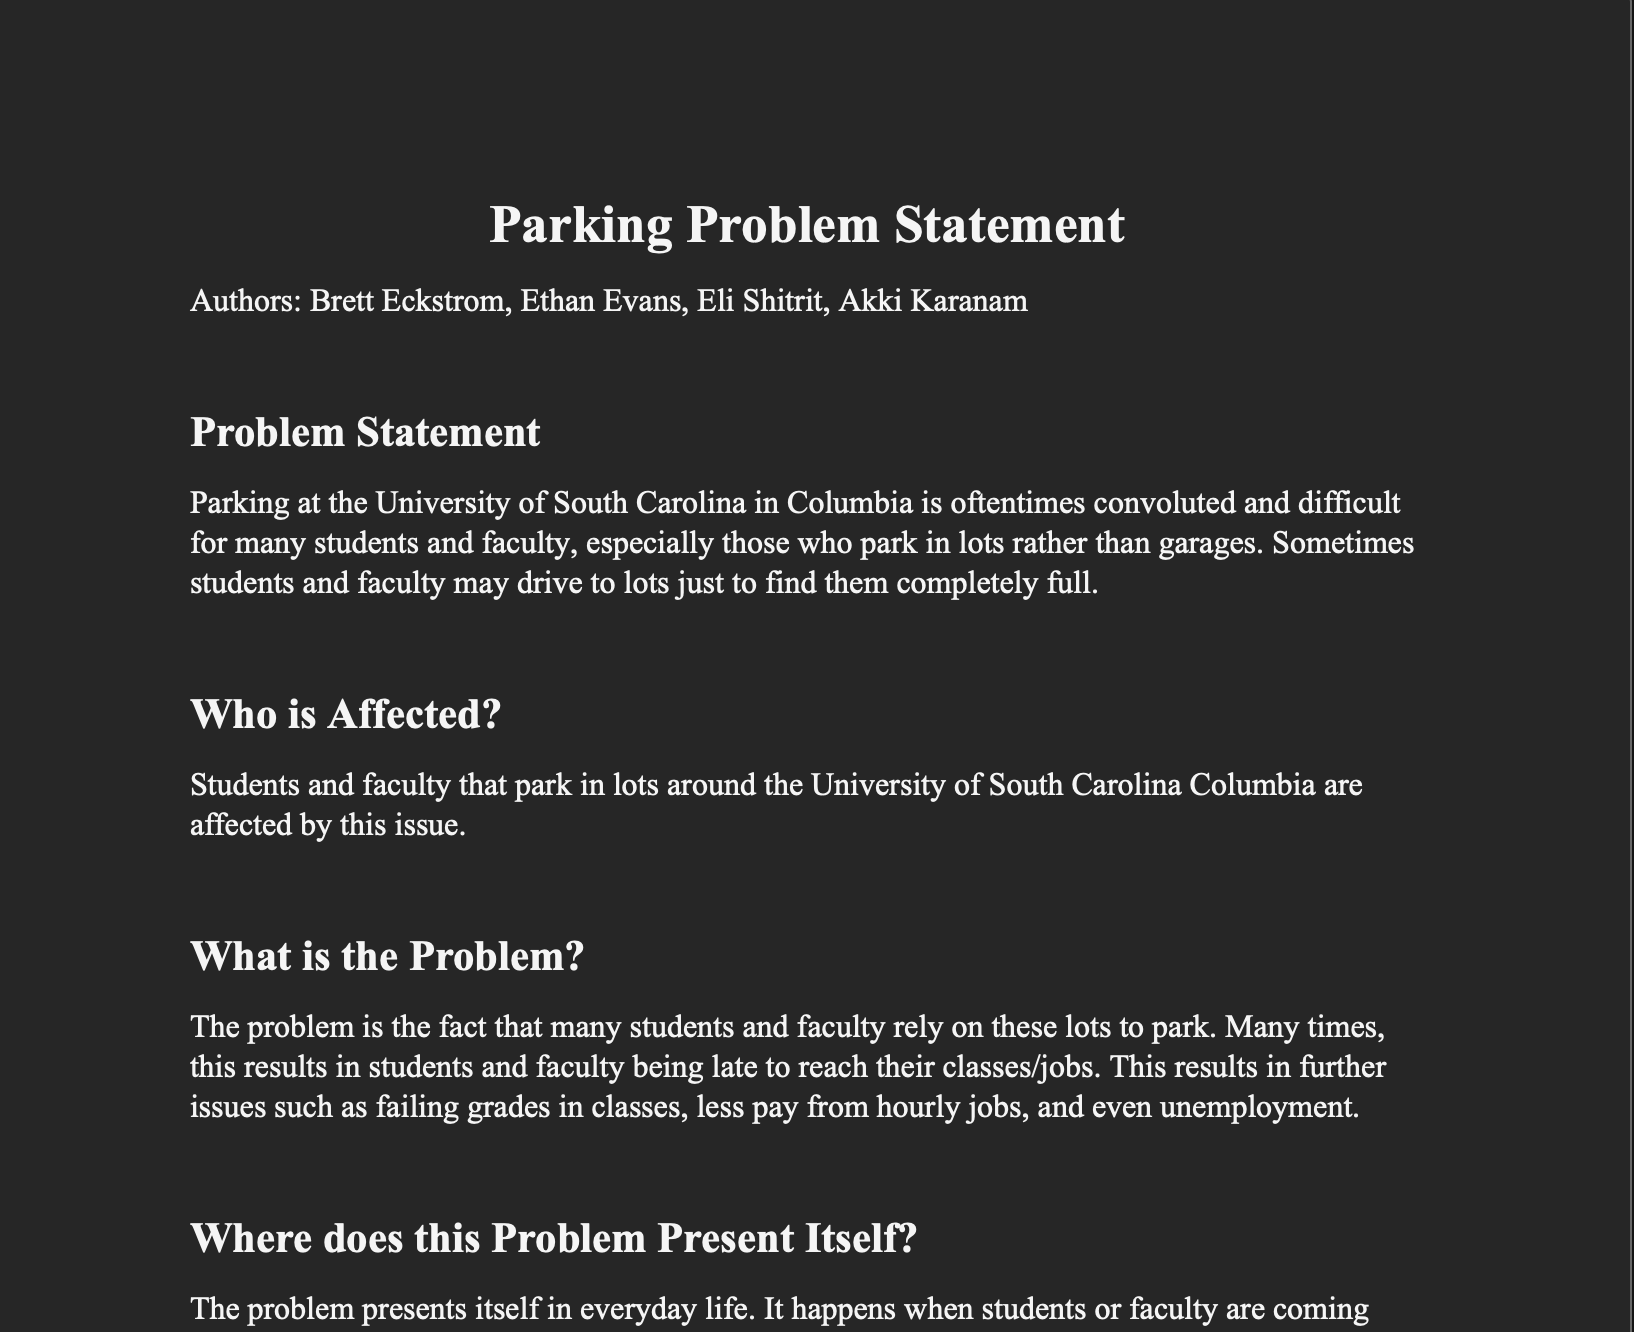 Parking Problem Statement
Authors: Brett Eckstrom, Ethan Evans, Eli Shitrit, Akki Karanam
Problem Statement
Parking at the University of South Carolina in Columbia is oftentimes convoluted and difficult
for many students and faculty, especially those who park in lots rather than garages. Sometimes
students and faculty may drive to lots just to find them completely full.
Who is Affected?
Students and faculty that park in lots around the University of South Carolina Columbia are
affected by this issue.
What is the Problem?
The problem is the fact that many students and faculty rely on these lots to park. Many times,
this results in students and faculty being late to reach their classes/jobs. This results in further
issues such as failing grades in classes, less pay from hourly jobs, and even unemployment.
Where does this Problem Present Itself?
The problem presents itself in everyday life. It happens when students or faculty are coming